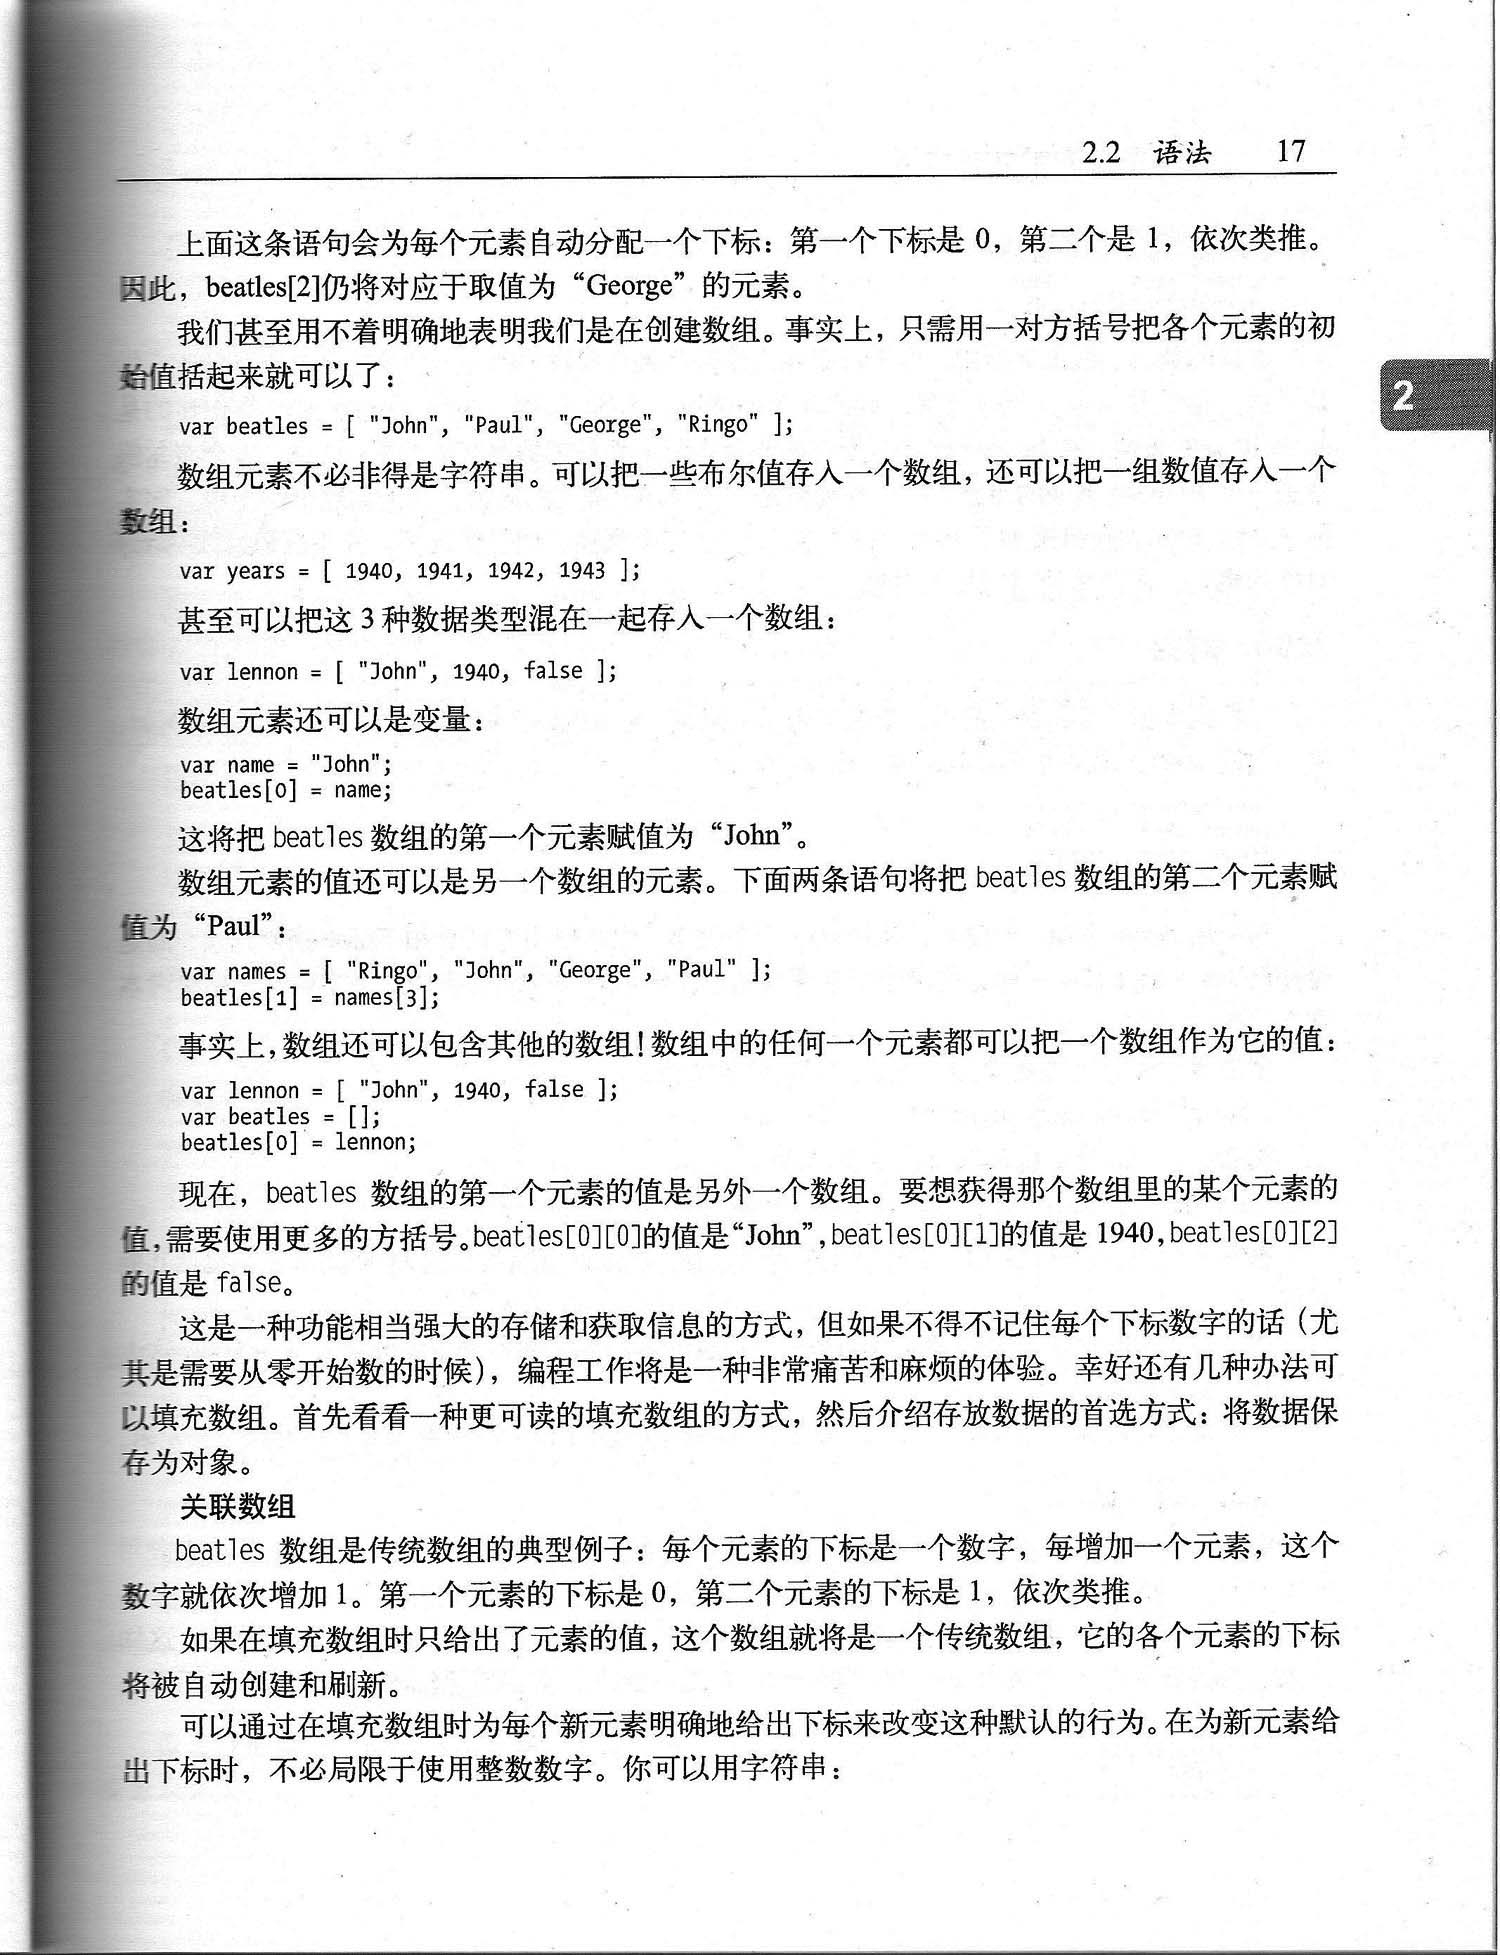 2.2 语法 17
上面这条语句会为每个元素自动分配一个下标：第一个下标是 0，第二个是 1，依次类推。
因此，beatles[2]仍将对应于取值为“George”的元素。
我们甚至用不着明确地表明我们是在创建数组。事实上，只需用一对方括号把各个元素的初
始值括起来就可以了：
2
var beatles = [ "John", "Paul", "George", "Ringo" ];
数组元素不必非得是字符串。可以把一些布尔值存入一个数组，还可以把一组数值存入一个
数组：
var years = [ 1940, 1941, 1942, 1943 ];
甚至可以把这 3 种数据类型混在一起存入一个数组：
var lennon = [ "John", 1940, false ];
数组元素还可以是变量：
var name = "John";
beatles[0] = name;
这将把 beatles 数组的第一个元素赋值为“John”。
数组元素的值还可以是另一个数组的元素。下面两条语句将把 beatles 数组的第二个元素赋
值为“Paul”：
var names = [ "Ringo", "John", "George", "Paul" ];
beatles[1] = names[3];
事实上，数组还可以包含其他的数组！数组中的任何一个元素都可以把一个数组作为它的值：
var lennon = [ "John", 1940, false ];
var beatles = [];
beatles[0] = lennon;
现在，beatles 数组的第一个元素的值是另外一个数组。要想获得那个数组里的某个元素的
值，需要使用更多的方括号。beatles[0][0]的值是“John”，beatles[0][1]的值是 1940，beatles[0][2]
的值是 false。
这是一种功能相当强大的存储和获取信息的方式，但如果不得不记住每个下标数字的话（尤
其是需要从零开始数的时候），编程工作将是一种非常痛苦和麻烦的体验。幸好还有几种办法可
以填充数组。首先看看一种更可读的填充数组的方式，然后介绍存放数据的首选方式：将数据保
存为对象。
关联数组
beatles 数组是传统数组的典型例子：每个元素的下标是一个数字，每增加一个元素，这个
数字就依次增加 1。第一个元素的下标是 0，第二个元素的下标是 1，依次类推。
如果在填充数组时只给出了元素的值，这个数组就将是一个传统数组，它的各个元素的下标
将被自动创建和刷新。
可以通过在填充数组时为每个新元素明确地给出下标来改变这种默认的行为。在为新元素给
出下标时，不必局限于使用整数数字。你可以用字符串：